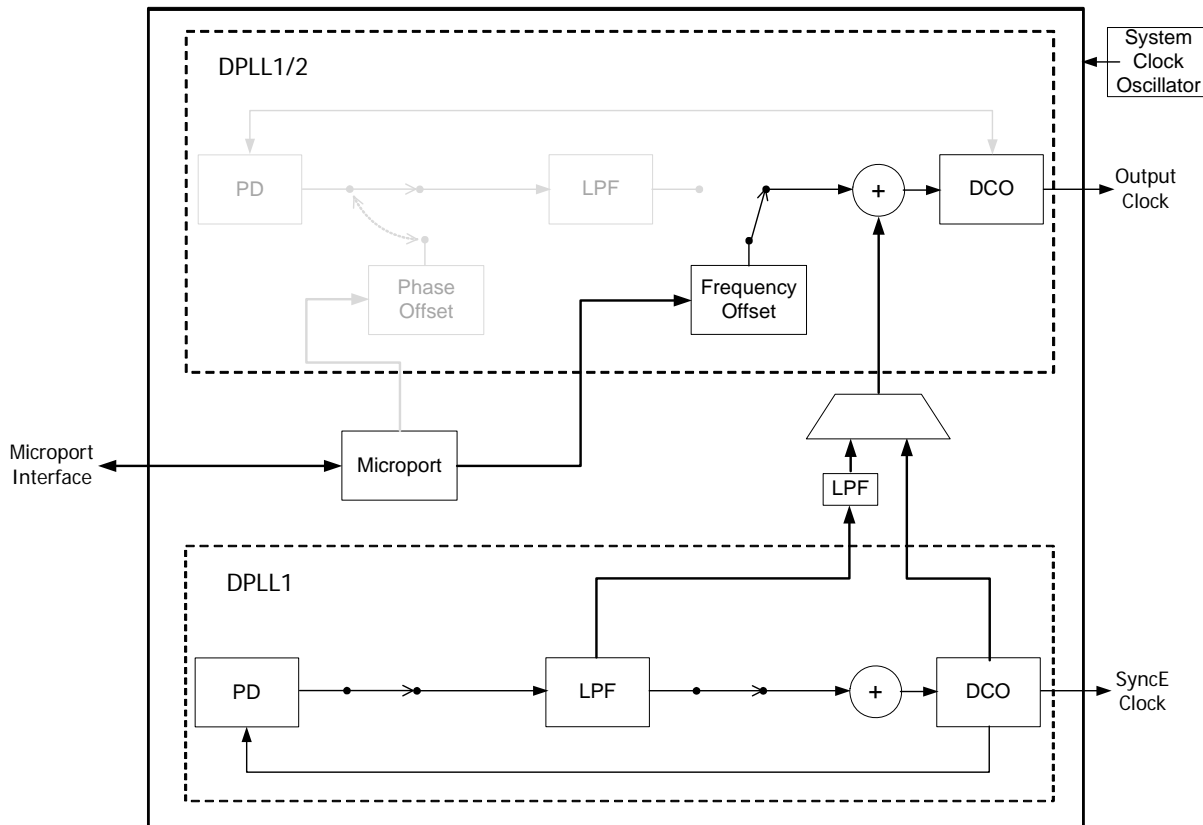 System
Clock
Oscillator
DPLL1/2
PD
LPF
+
DCO
Output
Clock
Phase
Offset
Frequency
Offset
Microport
Interface
Microport
LPF
DPLL1
PD
LPF
+
DCO
SyncE
Clock